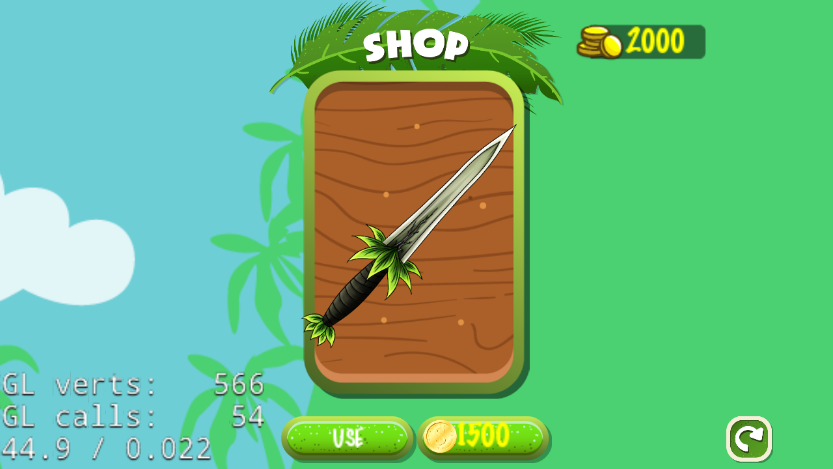 SHOP
2000
GL verts: 566
GL calls: 54
44.9 / 0.022
USE
1500